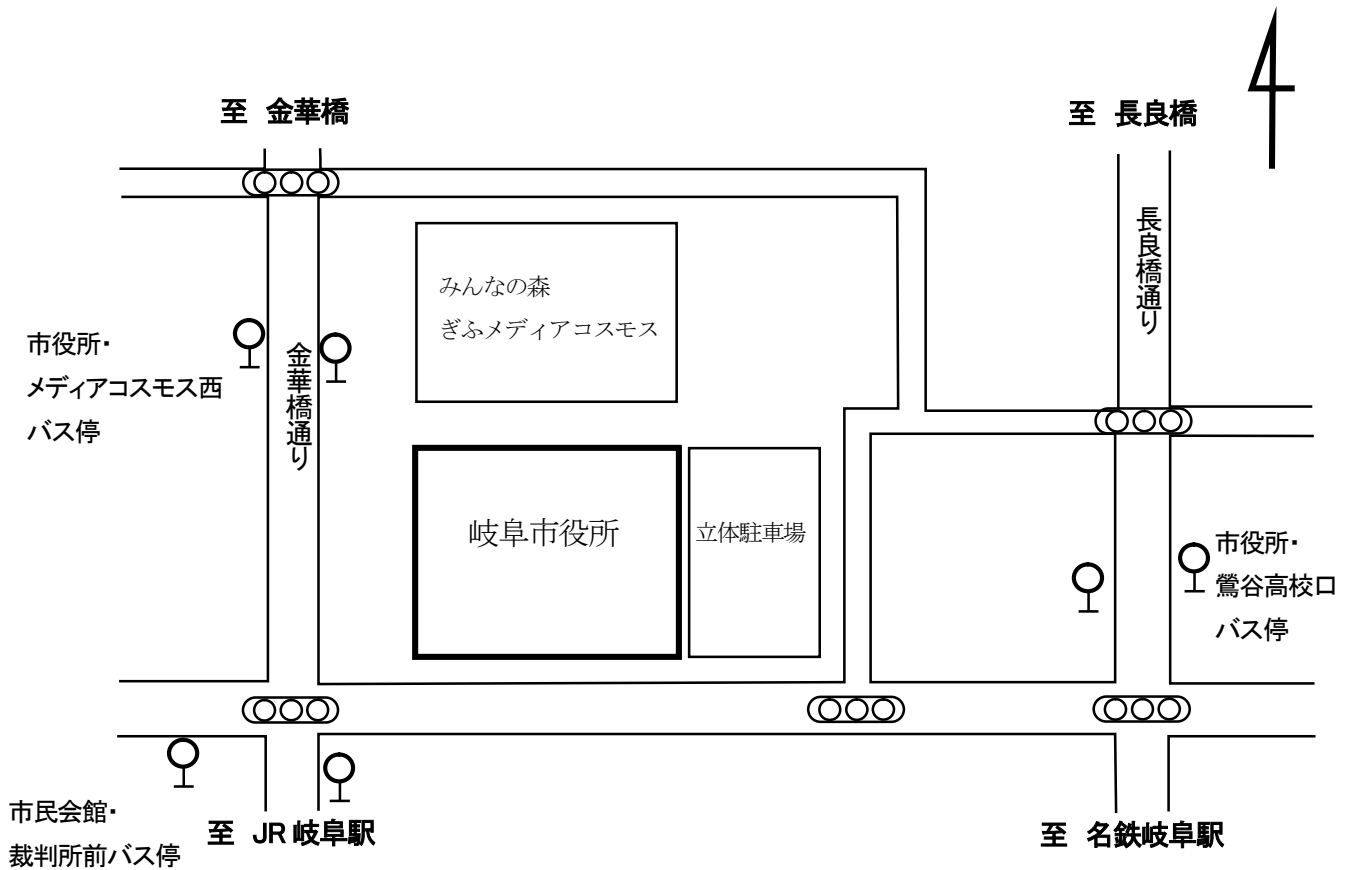 至 金華橋
至 長良橋
長良橋通り
みんなの森
ぎふメディアコスモス
市役所・
メディアコスモス西
バス停
金華橋通り
岐阜市役所
立体駐車場
市役所・
鶯谷高校口
バス停
市民会館・
裁判所前バス停
至 JR岐阜駅
至 名鉄岐阜駅